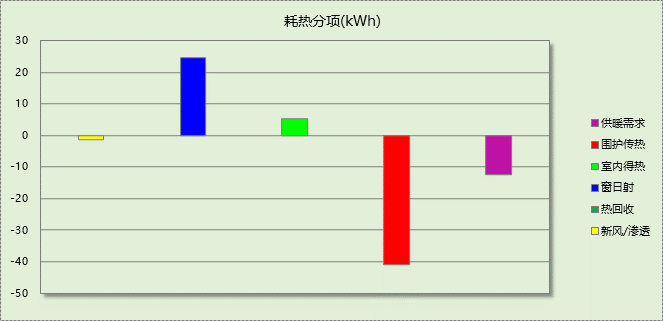 耗热分项(kWh)
30
20
10
0
-10
-20
-30
-40
-50
供暖需求
围护传热
室内得热
窗日射
热回收
新风/渗透